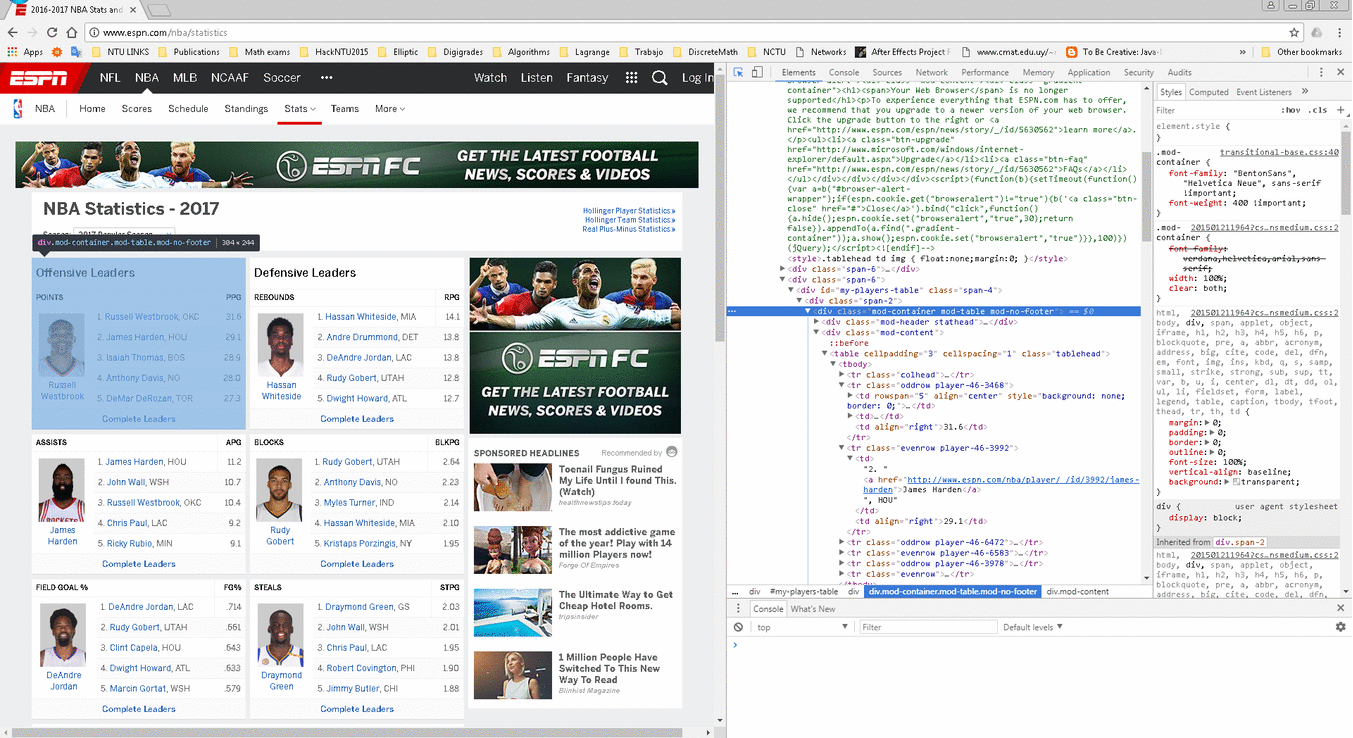 2016-2017 NBA Stats and
www.espn.com/nba/statistics
Apps NTU LINKS Publications Math exams HackNTU2015 Elliptic Digigrades Algorithms Lagrange Trabajo DiscreteMath NCTU Networks After Effects Project F www.cmat.edu.uy/~ To Be Creative: Java- » Other bookmarks
ESPN NFL NBA MLB NCAAF Soccer ••• Watch Listen Fantasy Log In
NBA Home Scores Schedule Standings Stats Teams More
ESPN FC GET THE LATEST FOOTBALL
NEWS, SCORES & VIDEOS
NBA Statistics - 2017
Hollinger Player Statistics »
Hollinger Team Statistics »
Real Plus-Minus Statistics »
div.mod-container.mod-table.mod-no-footer | 304 × 244
Offensive Leaders
POINTS PPG
1. Russell Westbrook, OKC 31.6
2. James Harden, HOU 29.1
3. Isaiah Thomas, BOS 28.9
4. Anthony Davis, NO 28.0
5. DeMar DeRozan, TOR 27.3
Russell
Westbrook
Complete Leaders
Defensive Leaders
REBOUNDS RPG
1. Hassan Whiteside, MIA 14.1
2. Andre Drummond, DET 13.8
3. DeAndre Jordan, LAC 13.8
4. Rudy Gobert, UTAH 12.8
5. Dwight Howard, ATL 12.7
Hassan
Whiteside
Complete Leaders
ASSISTS APG
1. James Harden, HOU 11.2
2. John Wall, WSH 10.7
3. Russell Westbrook, OKC 10.4
4. Chris Paul, LAC 9.2
5. Ricky Rubio, MIN 9.1
ROCKETS
James
Harden
Complete Leaders
BLOCKS BLKPG
1. Rudy Gobert, UTAH 2.64
2. Anthony Davis, NO 2.23
3. Myles Turner, IND 2.14
4. Hassan Whiteside, MIA 2.10
5. Kristaps Porzingis, NY 1.95
Rudy
Gobert
Complete Leaders
FIELD GOAL % FG%
1. DeAndre Jordan, LAC .714
2. Rudy Gobert, UTAH .661
3. Clint Capela, HOU .643
4. Dwight Howard, ATL .633
5. Marcin Gortat, WSH .579
DeAndre
Jordan
Complete Leaders
STEALS STPG
1. Draymond Green, GS 2.03
2. John Wall, WSH 2.01
3. Chris Paul, LAC 1.95
4. Robert Covington, PHI 1.90
5. Jimmy Butler, CHI 1.88
Draymond
Green
Complete Leaders
ESPN FC
GET THE LATEST FOOTBALL
NEWS, SCORES & VIDEOS
SPONSORED HEADLINES Recommended by
Toenail Fungus Ruined
My Life Until I found This.
(Watch)
healthnewstips.today
The most addictive game
of the year! Play with 14
million Players now!
Forge Of Empires
The Ultimate Way to Get
Cheap Hotel Rooms.
tripsinsider
1 Million People Have
Switched To This New
Way To Read
Blinkist Magazine
Elements Console Sources Network Performance Memory Application Security Audits
container"><h1><span>Your Web Browser</span> is no longer
supported</h1><p>To experience everything that ESPN.com has to offer,
we recommend that you upgrade to a newer version of your web browser.
Click the upgrade button to the right or <a
href="http://www.espn.com/espn/news/story/_/id/5630562">learn more</a>.
</p><ul><li><a class="btn-upgrade"
href="http://www.microsoft.com/windows/internet-
explorer/default.aspx">Upgrade</a></li><li><a class="btn-faq"
href="http://www.espn.com/espn/news/story/_/id/5630562">FAQs</a></li>
</ul></div></div></div></div><script>(function(b){setTimeout(function()
{var a=b("#browser-alert-
wrapper");if(espn.cookie.get("browseralert")!="true"){b('<a class="btn-
close" href="#">Close</a>').bind("click",function()
{a.hide();espn.cookie.set("browseralert","true",30);return
false}).appendTo(a.find(".gradient-
container"));a.show();espn.cookie.set("browseralert","true")}},100)})
(jQuery);</script><![endif]-->
<style>.tablehead td img { float:none;margin:0; }</style>
<div class="span-6">…</div>
<div class="span-6">
<div id="my-players-table" class="span-4">
<div class="span-2">
<div class="mod-container mod-table mod-no-footer"> == $0
<div class="mod-header stathead">…</div>
<div class="mod-content">
::before
<table cellpadding="3" cellspacing="1" class="tablehead">
<tbody>
<tr class="colhead">…</tr>
<tr class="oddrow player-46-3468">
<td rowspan="5" align="center" style="background: none;
border: 0;">…</td>
<td>…</td>
<td align="right">31.6</td>
</tr>
<tr class="evenrow player-46-3992">
<td>
"2. "
<a href="http://www.espn.com/nba/player/_/id/3992/james-
harden">James Harden</a>
", HOU"
</td>
<td align="right">29.1</td>
</tr>
<tr class="oddrow player-46-6472">…</tr>
<tr class="evenrow player-46-6583">…</tr>
<tr class="oddrow player-46-3978">…</tr>
<tr class="evenrow">…</tr>
... div #my-players-table div div.mod-container.mod-table.mod-no-footer div.mod-content
Styles Computed Event Listeners »
Filter :hov .cls +
element.style {
}
.mod- transitional-base.css:40
container {
font-family: "BentonSans",
"Helvetica Neue", sans-serif
!important;
font-weight: 400 !important;
}
.mod- 201501211964?cs…nsmedium.css:2
container {
font-family:
verdana,helvetica,arial,sans-
serif;
width: 100%;
clear: both;
}
html, 201501211964?cs…nsmedium.css:2
body, div, span, applet, object,
iframe, h1, h2, h3, h4, h5, h6, p,
blockquote, pre, a, abbr, acronym,
address, big, cite, code, del, dfn,
em, font, img, ins, kbd, q, s, samp,
small, strike, strong, sub, sup, tt,
var, b, u, i, center, dl, dt, dd, ol,
ul, li, fieldset, form, label,
legend, table, caption, tbody, tfoot,
thead, tr, th, td {
margin: 0;
padding: 0;
border: 0;
outline: 0;
font-size: 100%;
vertical-align: baseline;
background: transparent;
}
div { user agent stylesheet
display: block;
}
Inherited from div.span-2
html, 201501211964?cs…nsmedium.css:2
body, div, span, applet, object,
iframe, h1, h2, h3, h4, h5, h6, p,
blockquote, pre, a, abbr, acronym,
address, big, cite, code, del, dfn,
Console What's New
top Filter Default levels